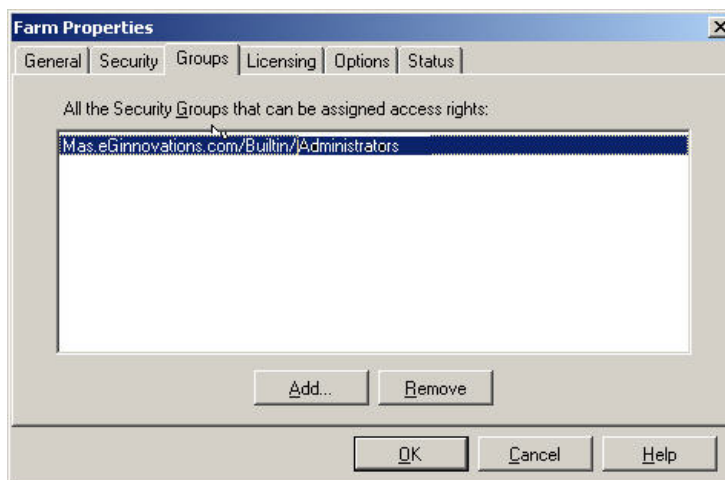 Farm Properties
General Security Groups Licensing Options Status
All the Security Groups that can be assigned access rights:
Mas.eGinnovations.com/Builtin/Administrators
Add... Remove
OK Cancel Help